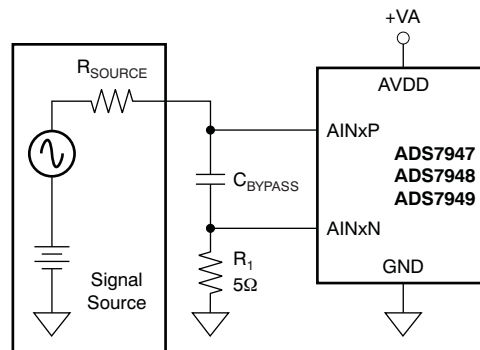 +VA
R_SOURCE
AVDD
AINxP
ADS7947
ADS7948
ADS7949
C_BYPASS
AINxN
R_1
5Ω
GND
Signal
Source